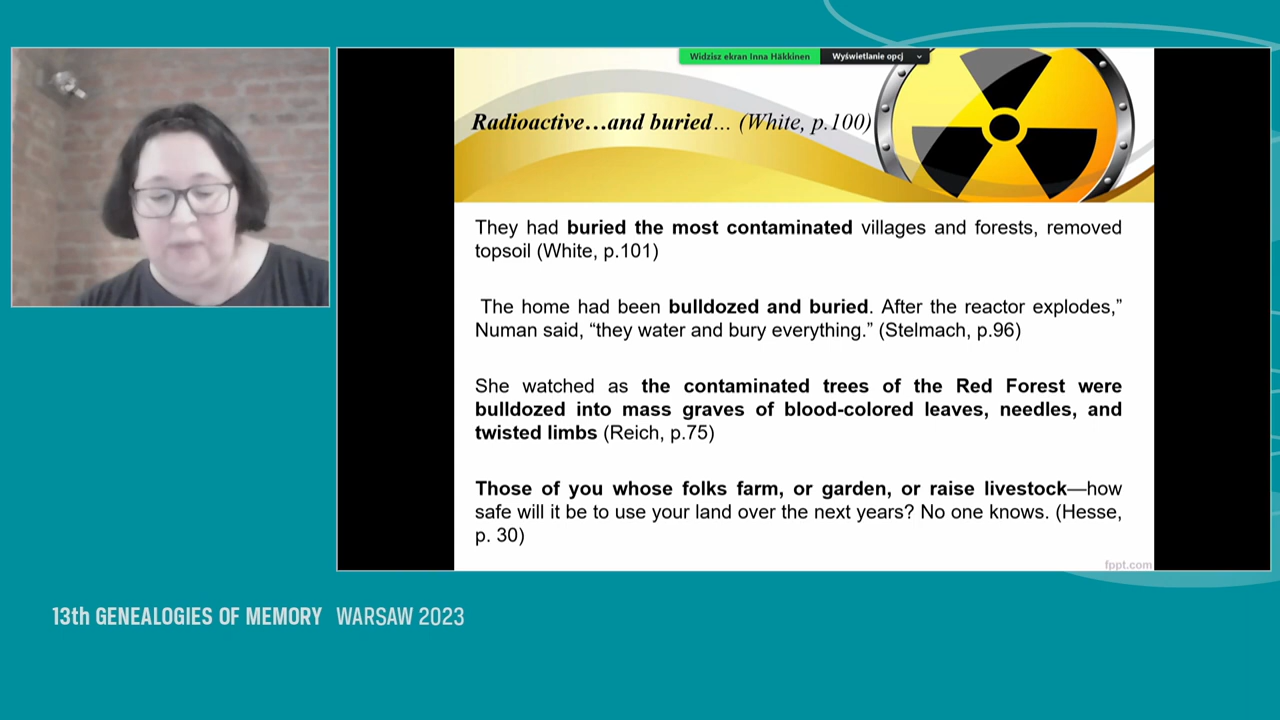 Widzisz ekran Inna Häkkinen Wyświetlanie opcj
Radioactive…and buried… (White, p.100)
They had buried the most contaminated villages and forests, removed
topsoil (White, p.101)
The home had been bulldozed and buried. After the reactor explodes,”
Numan said, “they water and bury everything.” (Stelmach, p.96)
She watched as the contaminated trees of the Red Forest were
bulldozed into mass graves of blood-colored leaves, needles, and
twisted limbs (Reich, p.75)
Those of you whose folks farm, or garden, or raise livestock—how
safe will it be to use your land over the next years? No one knows. (Hesse,
p. 30)
fppt.com
13th GENEALOGIES OF MEMORY WARSAW 2023